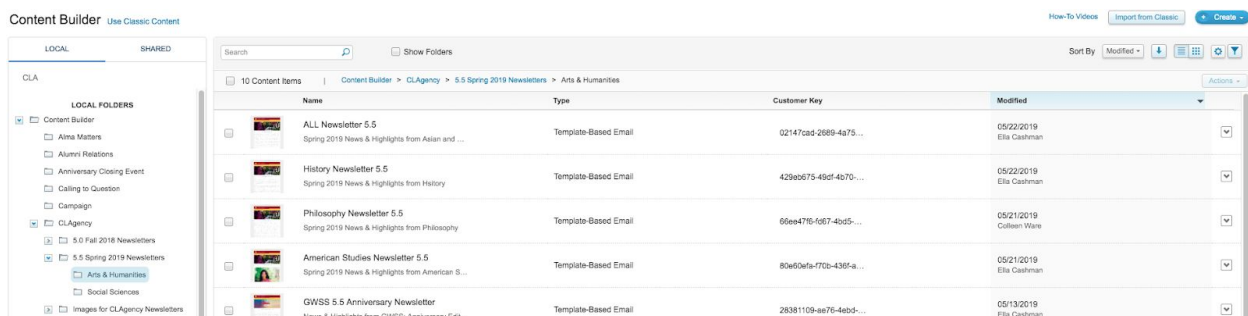 Content Builder Use Classic Content
How-To Videos Import from Classic + Create
LOCAL SHARED
Search Show Folders Sort By Modified
CLA
10 Content Items | Content Builder > CLAgency > 5.5 Spring 2019 Newsletters > Arts & Humanities Actions
LOCAL FOLDERS
Content Builder
Alma Matters
Alumni Relations
Anniversary Closing Event
Calling to Question
Campaign
CLAgency
5.0 Fall 2018 Newsletters
5.5 Spring 2019 Newsletters
Arts & Humanities
Social Sciences
Images for CLAgency Newsletters
Name Type Customer Key Modified
ALL Newsletter 5.5 Template-Based Email 02147cad-2689-4a75... 05/22/2019
Spring 2019 News & Highlights from Asian and ... Ella Cashman
History Newsletter 5.5 Template-Based Email 429eb675-49df-4b70-... 05/22/2019
Spring 2019 News & Highlights from Hsitory Ella Cashman
Philosophy Newsletter 5.5 Template-Based Email 66ee47f6-fd67-4bd5-... 05/21/2019
Spring 2019 News & Highlights from Philosophy Colleen Ware
American Studies Newsletter 5.5 Template-Based Email 80e60efa-f70b-436f-a... 05/21/2019
Spring 2019 News & Highlights from American S... Ella Cashman
GWSS 5.5 Anniversary Newsletter Template-Based Email 28381109-ae76-4ebd-... 05/13/2019
News & Highlights from GWSS: Anniversary Edit Ella Cashman